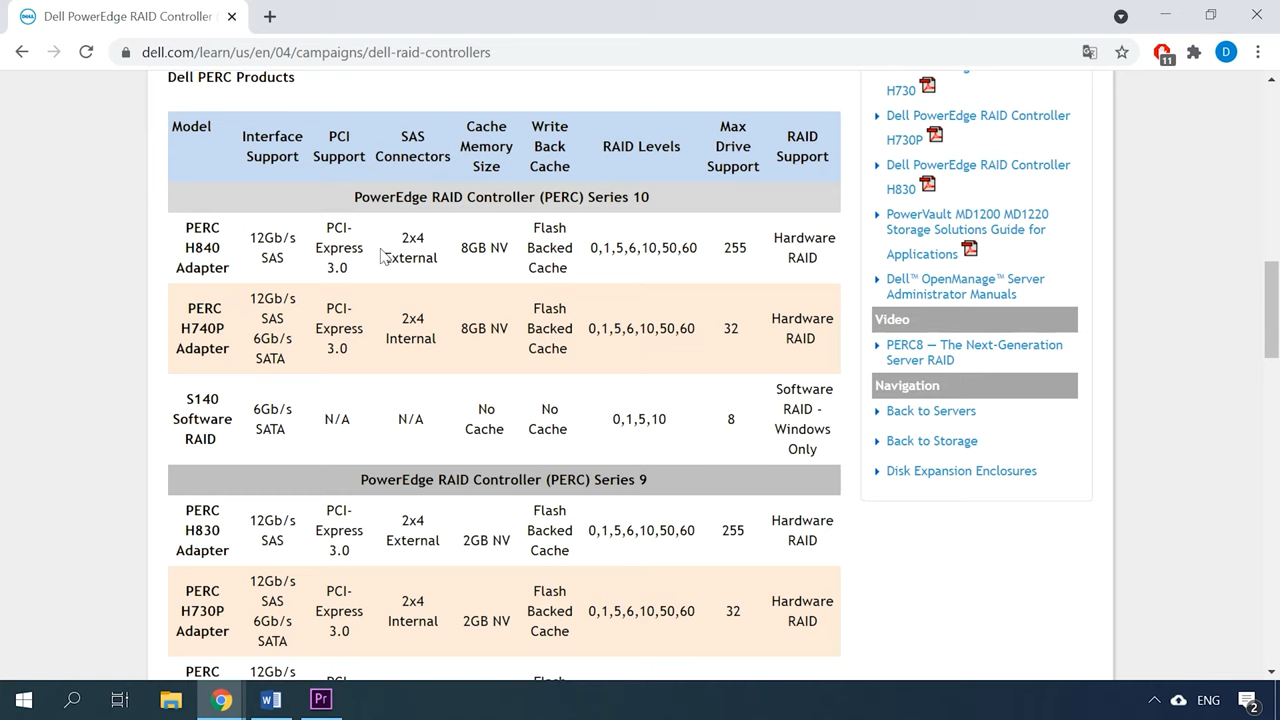 Dell PowerEdge RAID Controller (
dell.com/learn/us/en/04/campaigns/dell-raid-controllers
11
D
Dell PERC Products
Model
Interface
Support
PCI
Support
SAS
Connectors
Cache
Memory
Size
Write
Back
Cache
RAID Levels
Max
Drive
Support
RAID
Support
PowerEdge RAID Controller (PERC) Series 10
PERC
H840
Adapter
12Gb/s
SAS
PCI-
Express
3.0
2x4
External
8GB NV
Flash
Backed
Cache
0,1,5,6,10,50,60
255
Hardware
RAID
PERC
H740P
Adapter
12Gb/s
SAS
6Gb/s
SATA
PCI-
Express
3.0
2x4
Internal
8GB NV
Flash
Backed
Cache
0,1,5,6,10,50,60
32
Hardware
RAID
S140
Software
RAID
6Gb/s
SATA
N/A
N/A
No
Cache
No
Cache
0,1,5,10
8
Software
RAID -
Windows
Only
PowerEdge RAID Controller (PERC) Series 9
PERC
H830
Adapter
12Gb/s
SAS
PCI-
Express
3.0
2x4
External
2GB NV
Flash
Backed
Cache
0,1,5,6,10,50,60
255
Hardware
RAID
PERC
H730P
Adapter
12Gb/s
SAS
6Gb/s
SATA
PCI-
Express
3.0
2x4
Internal
2GB NV
Flash
Backed
Cache
0,1,5,6,10,50,60
32
Hardware
RAID
PERC
12Gb/s
H730
Dell PowerEdge RAID Controller
H730P
Dell PowerEdge RAID Controller
H830
PowerVault MD1200 MD1220
Storage Solutions Guide for
Applications
Dell™ OpenManage™ Server
Administrator Manuals
Video
PERC8 — The Next-Generation
Server RAID
Navigation
Back to Servers
Back to Storage
Disk Expansion Enclosures
W
Pr
ENG
2